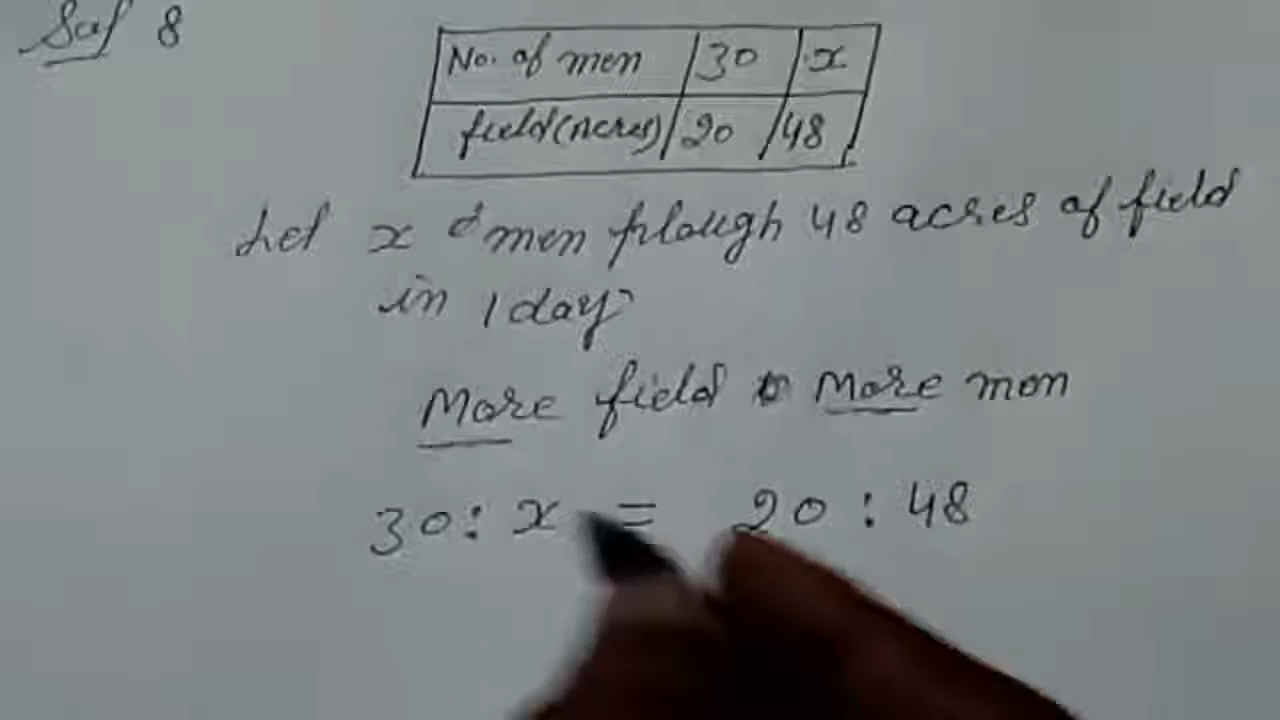 Sol 8
No. of men 30 x
field(Acres) 20 48
Let x men plough 48 acres of field
in 1 day
More field More men
30 : x = 20 : 48